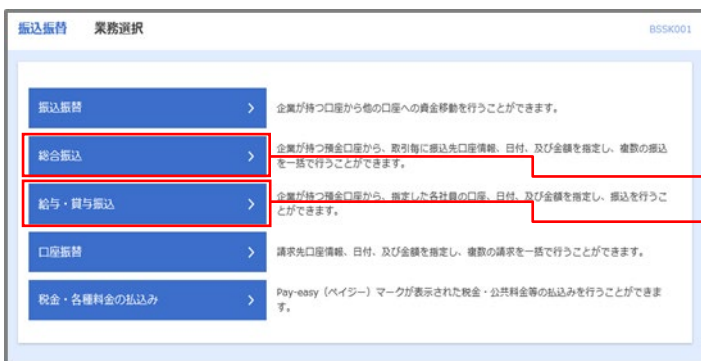 振込振替 業務選択 BSSK001
振込振替
企業が持つ口座から他の口座への資金移動を行うことができます。
総合振込
企業が持つ預金口座から、取引毎に振込先口座情報、日付、及び金額を指定し、複数の振込
を一括で行うことができます。
給与・賞与振込
企業が持つ預金口座から、指定した各社員の口座、日付、及び金額を指定し、振込を行うこ
とができます。
口座振替
請求先口座情報、日付、及び金額を指定し、複数の請求を一括で行うことができます。
税金・各種料金の払込み
Pay-easy（ペイジー）マークが表示された税金・公共料金等の払込みを行うことができま
す。